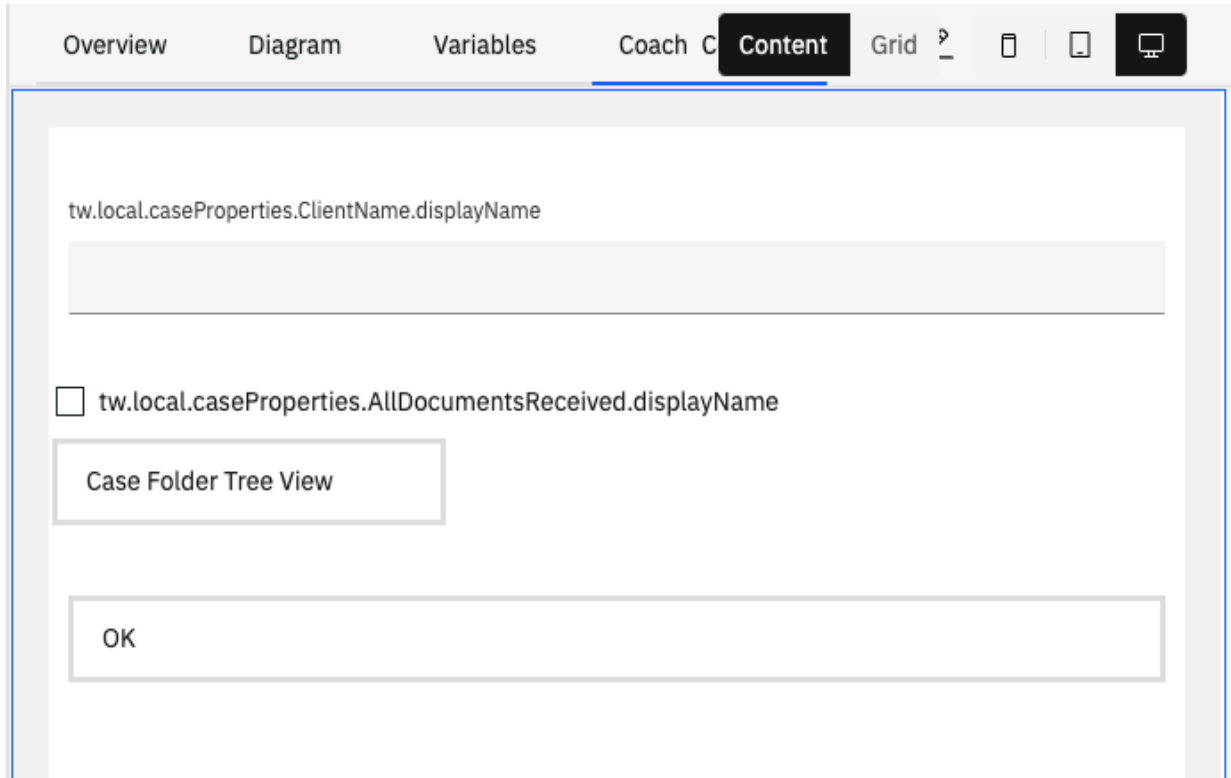 Overview Diagram Variables Coach C Content Grid
tw.local.caseProperties.ClientName.displayName
tw.local.caseProperties.AllDocumentsReceived.displayName
Case Folder Tree View
OK